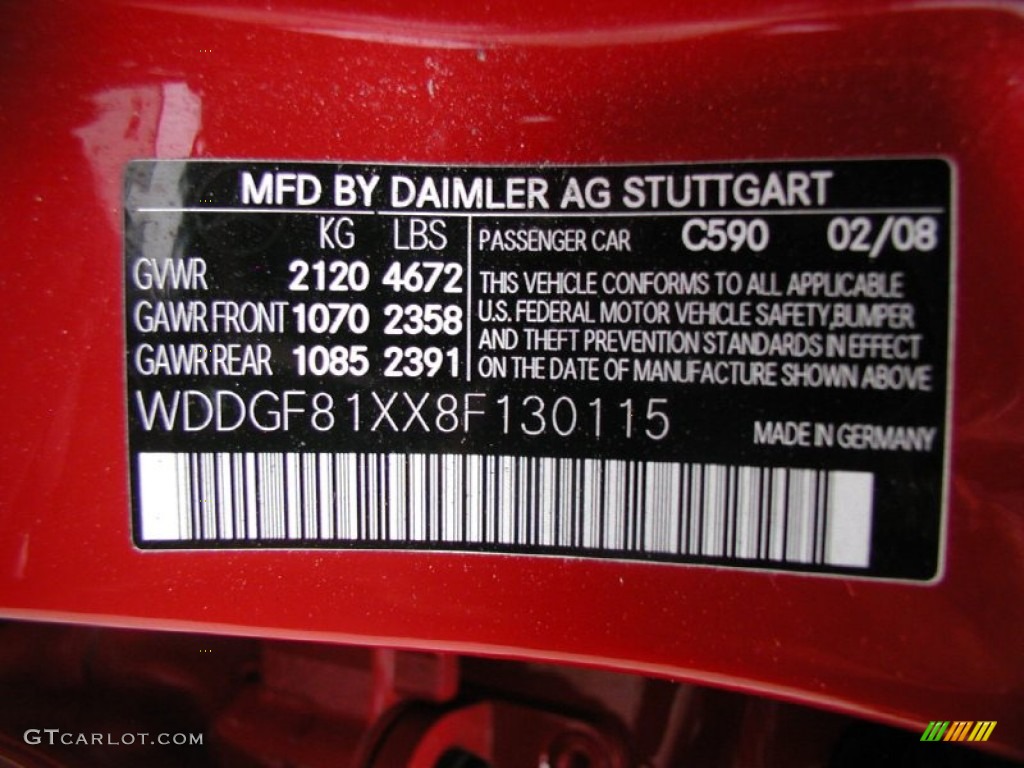 MFD BY DAIMLER AG STUTTGART
KG LBS
GVWR 2120 4672
GAWR FRONT 1070 2358
GAWR REAR 1085 2391
PASSENGER CAR C590 02/08
THIS VEHICLE CONFORMS TO ALL APPLICABLE
U.S. FEDERAL MOTOR VEHICLE SAFETY,BUMPER
AND THEFT PREVENTION STANDARDS IN EFFECT
ON THE DATE OF MANUFACTURE SHOWN ABOVE
WDDGF81XX8F130115
MADE IN GERMANY
GTCARLOT.COM